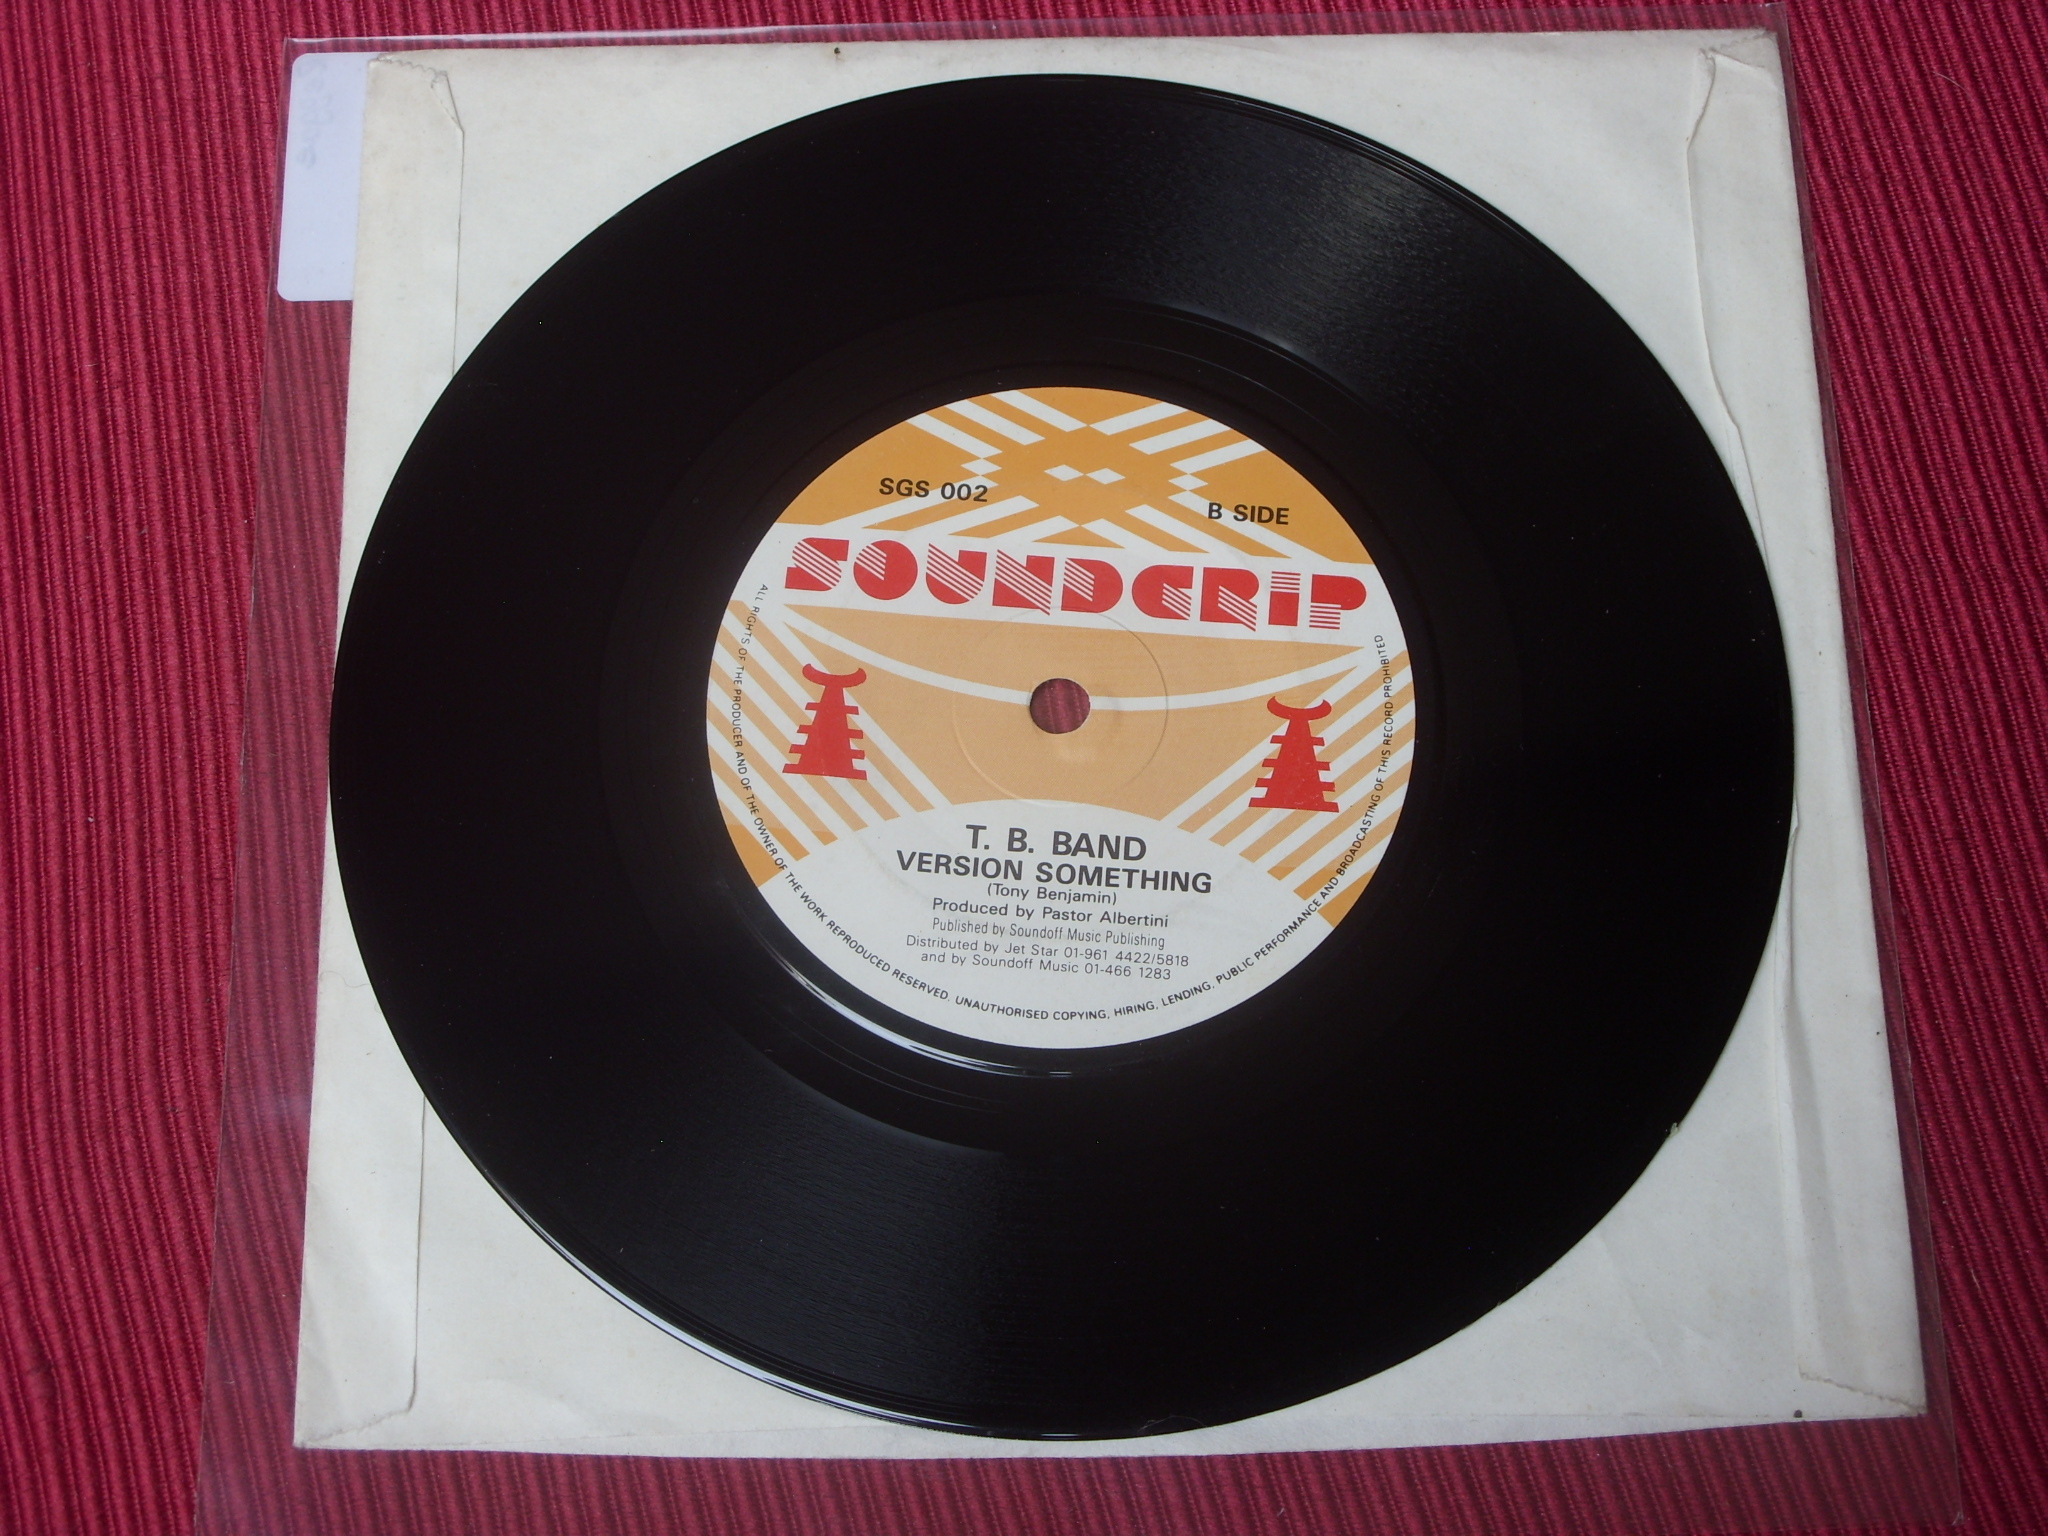 SGS 002
B SIDE
SOUNDGRIP
T. B. BAND
VERSION SOMETHING
(Tony Benjamin)
Produced by Pastor Albertini
Published by Soundoff Music Publishing
Distributed by Jet Star 01-961 4422/5818
and by Soundoff Music 01-466 1283
ALL RIGHTS OF THE PRODUCER AND OF THE OWNER OF THE WORK REPRODUCED RESERVED. UNAUTHORISED COPYING, HIRING, LENDING, PUBLIC PERFORMANCE AND BROADCASTING OF THIS RECORD PROHIBITED